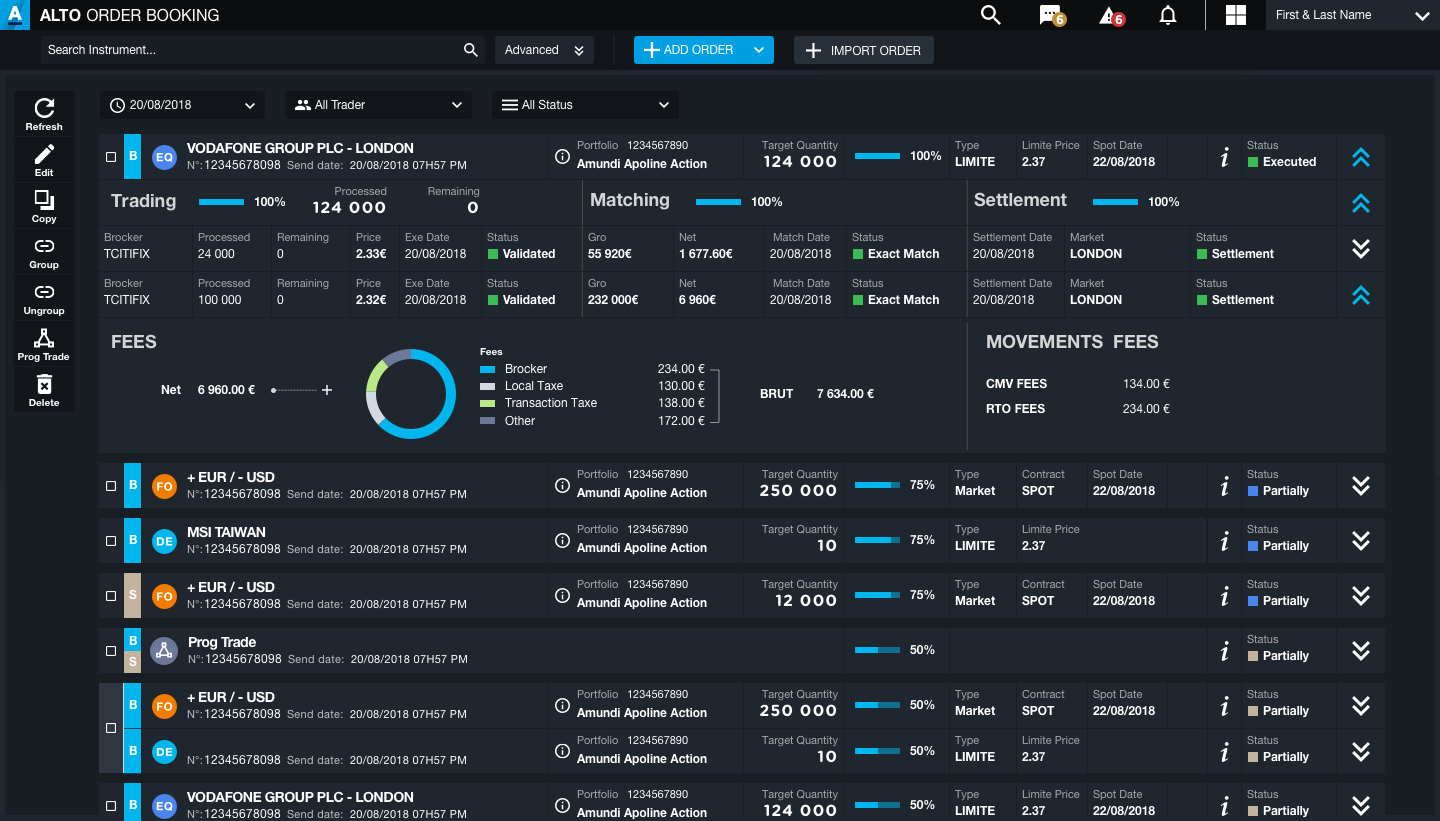 A ALTO ORDER BOOKING 6 6 First & Last Name
Search Instrument... Advanced ADD ORDER IMPORT ORDER
Refresh
Edit
Copy
Group
Ungroup
Prog Trade
Delete
20/08/2018 All Trader All Status
B EQ VODAFONE GROUP PLC - LONDON Portfolio 1234567890 Target Quantity Type Limite Price Spot Date Status
N°: 12345678098 Send date: 20/08/2018 07H57 PM Amundi Apoline Action 124 000 100% LIMITE 2.37 22/08/2018 i Executed
Trading 100% Processed 124 000 Remaining 0 Matching 100% Settlement 100%
Brocker Processed Remaining Price Exe Date Status Gro Net Match Date Status Settlement Date Market Status
TCITIFIX 24 000 0 2.33€ 20/08/2018 Validated 55 920€ 1 677.60€ 20/08/2018 Exact Match 20/08/2018 LONDON Settlement
Brocker Processed Remaining Price Exe Date Status Gro Net Match Date Status Settlement Date Market Status
TCITIFIX 100 000 0 2.32€ 20/08/2018 Validated 232 000€ 6 960€ 20/08/2018 Exact Match 20/08/2018 LONDON Settlement
FEES
Net 6 960.00 €
Fees
Brocker 234.00 €
Local Taxe 130.00 €
Transaction Taxe 138.00 €
Other 172.00 €
BRUT 7 634.00 €
MOVEMENTS FEES
CMV FEES 134.00 €
RTO FEES 234.00 €
B FO + EUR / - USD Portfolio 1234567890 Target Quantity Type Contract Spot Date Status
N°: 12345678098 Send date: 20/08/2018 07H57 PM Amundi Apoline Action 250 000 75% Market SPOT 22/08/2018 i Partially
B DE MSI TAIWAN Portfolio 1234567890 Target Quantity Type Limite Price Status
N°: 12345678098 Send date: 20/08/2018 07H57 PM Amundi Apoline Action 10 75% LIMITE 2.37 i Partially
S FO + EUR / - USD Portfolio 1234567890 Target Quantity Type Contract Spot Date Status
N°: 12345678098 Send date: 20/08/2018 07H57 PM Amundi Apoline Action 12 000 75% Market SPOT 22/08/2018 i Partially
B Prog Trade Status
S N°: 12345678098 Send date: 20/08/2018 07H57 PM 50% i Partially
B FO + EUR / - USD Portfolio 1234567890 Target Quantity Type Contract Spot Date Status
N°: 12345678098 Send date: 20/08/2018 07H57 PM Amundi Apoline Action 250 000 50% Market SPOT 22/08/2018 i Partially
B DE Portfolio 1234567890 Target Quantity Type Limite Price Status
N°: 12345678098 Send date: 20/08/2018 07H57 PM Amundi Apoline Action 10 50% LIMITE 2.37 i Partially
B EQ VODAFONE GROUP PLC - LONDON Portfolio 1234567890 Target Quantity Type Limite Price Spot Date Status
N°: 12345678098 Send date: 20/08/2018 07H57 PM Amundi Apoline Action 124 000 50% LIMITE 2.37 22/08/2018 i Partially